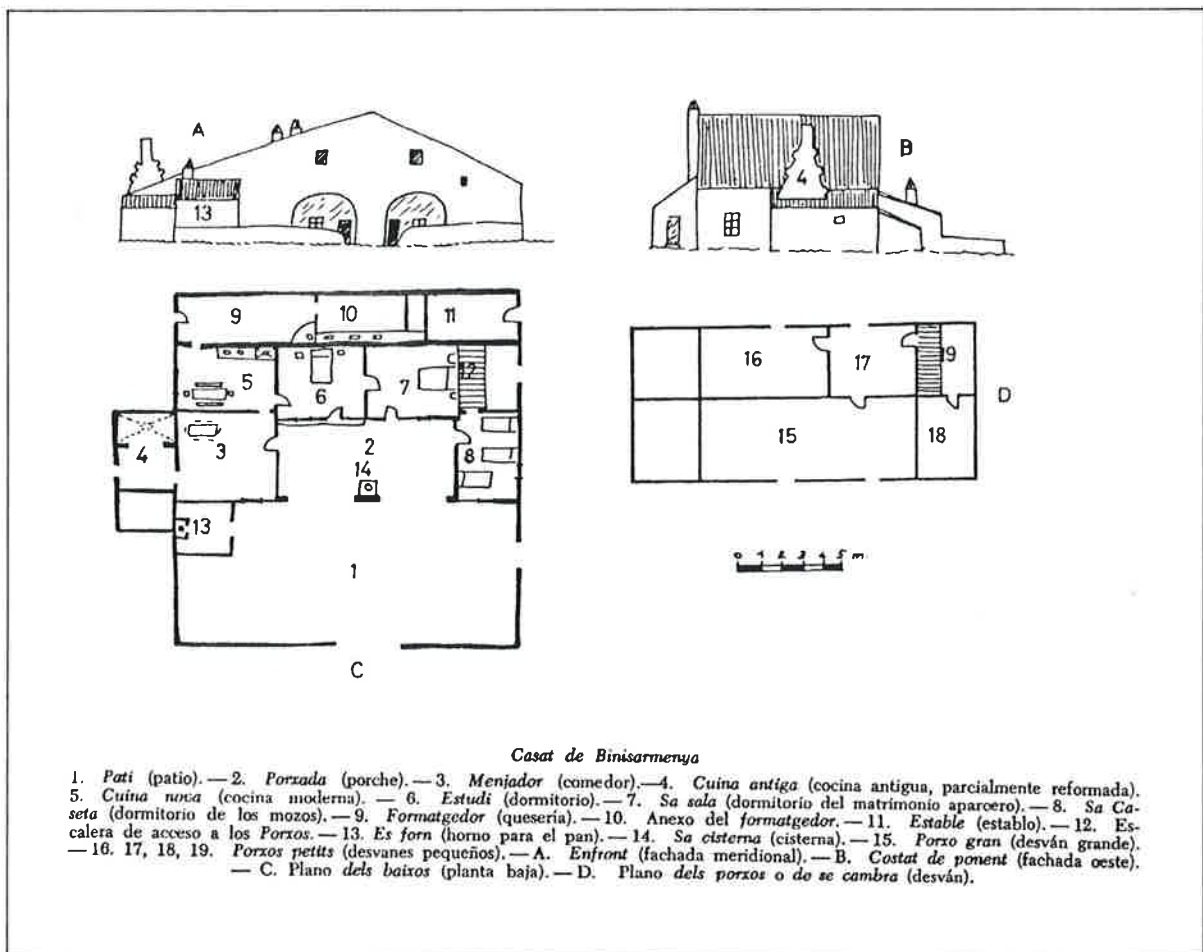 A
B
4
13
9
10
11
5
6
7
12
16
17
19
D
3
4
2
14
8
15
18
13
0 1 2 3 4 5 m.
1
C
Casat de Binisarmenya
1. Pati (patio). — 2. Porxada (porche). — 3. Menjador (comedor).—4. Cuina antiga (cocina antigua, parcialmente reformada).
5. Cuina nova (cocina moderna). — 6. Estudi (dormitorio). — 7. Sa sala (dormitorio del matrimonio aparcero). — 8. Sa Ca-
seta (dormitorio de los mozos). — 9. Formatgedor (quesería). — 10. Anexo del formatgedor. — 11. Estable (establo). — 12. Es-
calera de acceso a los Porxos. — 13. Es forn (horno para el pan). — 14. Sa cisterna (cisterna). — 15. Porxo gran (desván grande).
— 16. 17, 18, 19. Porxos petits (desvanes pequeños). — A. Enfront (fachada meridional). — B. Costat de ponent (fachada oeste).
— C. Plano dels baixos (planta baja). — D. Plano dels porxos o do se cambra (desván).